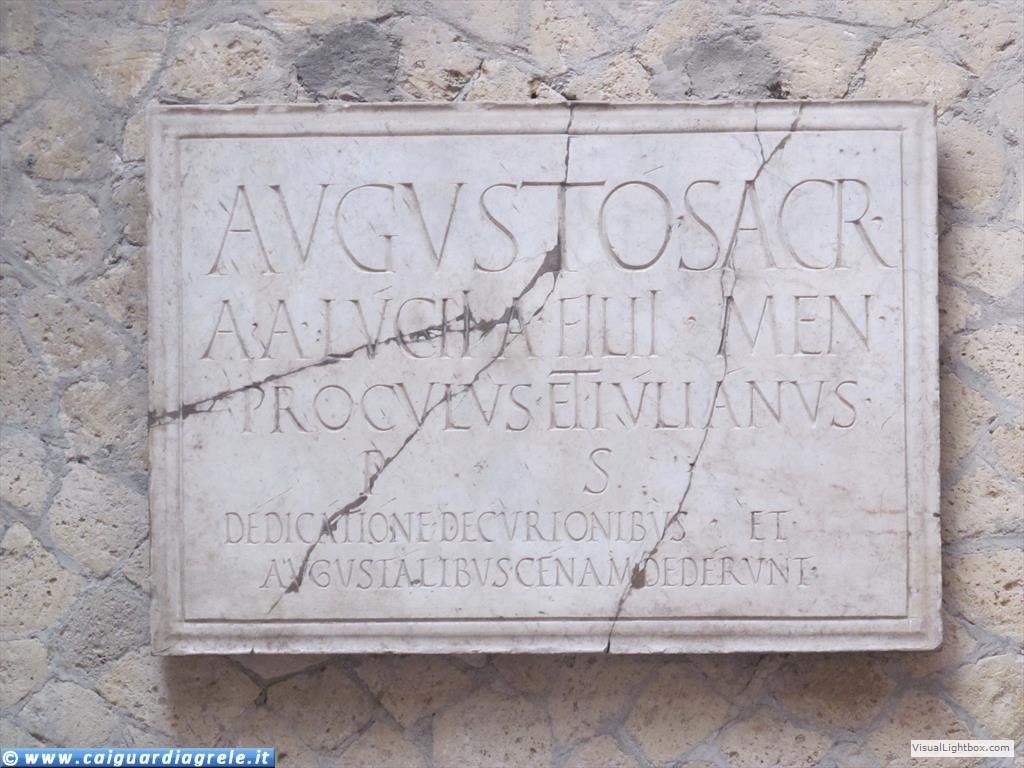 AVGVSTO·SACR·
A·A·LVCII·A·FILII·MEN
PROCVLVS·ET·IVLIANVS·
P S
DEDICATIONE·DECVRIONIBVS· ET·
AVGVSTALIBVS·CENAM·DEDERVNT·
www.caiguardiagrele.it
VisualLightbox.com